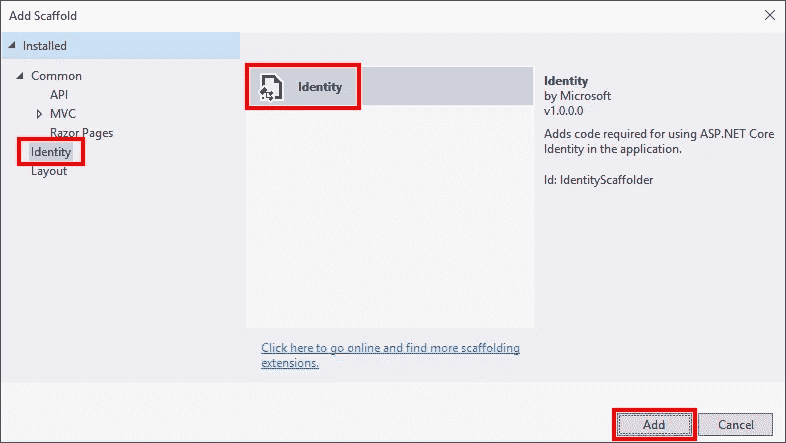 Add Scaffold
Installed
Common
API
MVC
Razor Pages
Identity
Layout
Identity
Click here to go online and find more scaffolding
extensions.
Identity
by Microsoft
v1.0.0.0
Adds code required for using ASP.NET Core
Identity in the application.
Id: IdentityScaffolder
Add
Cancel